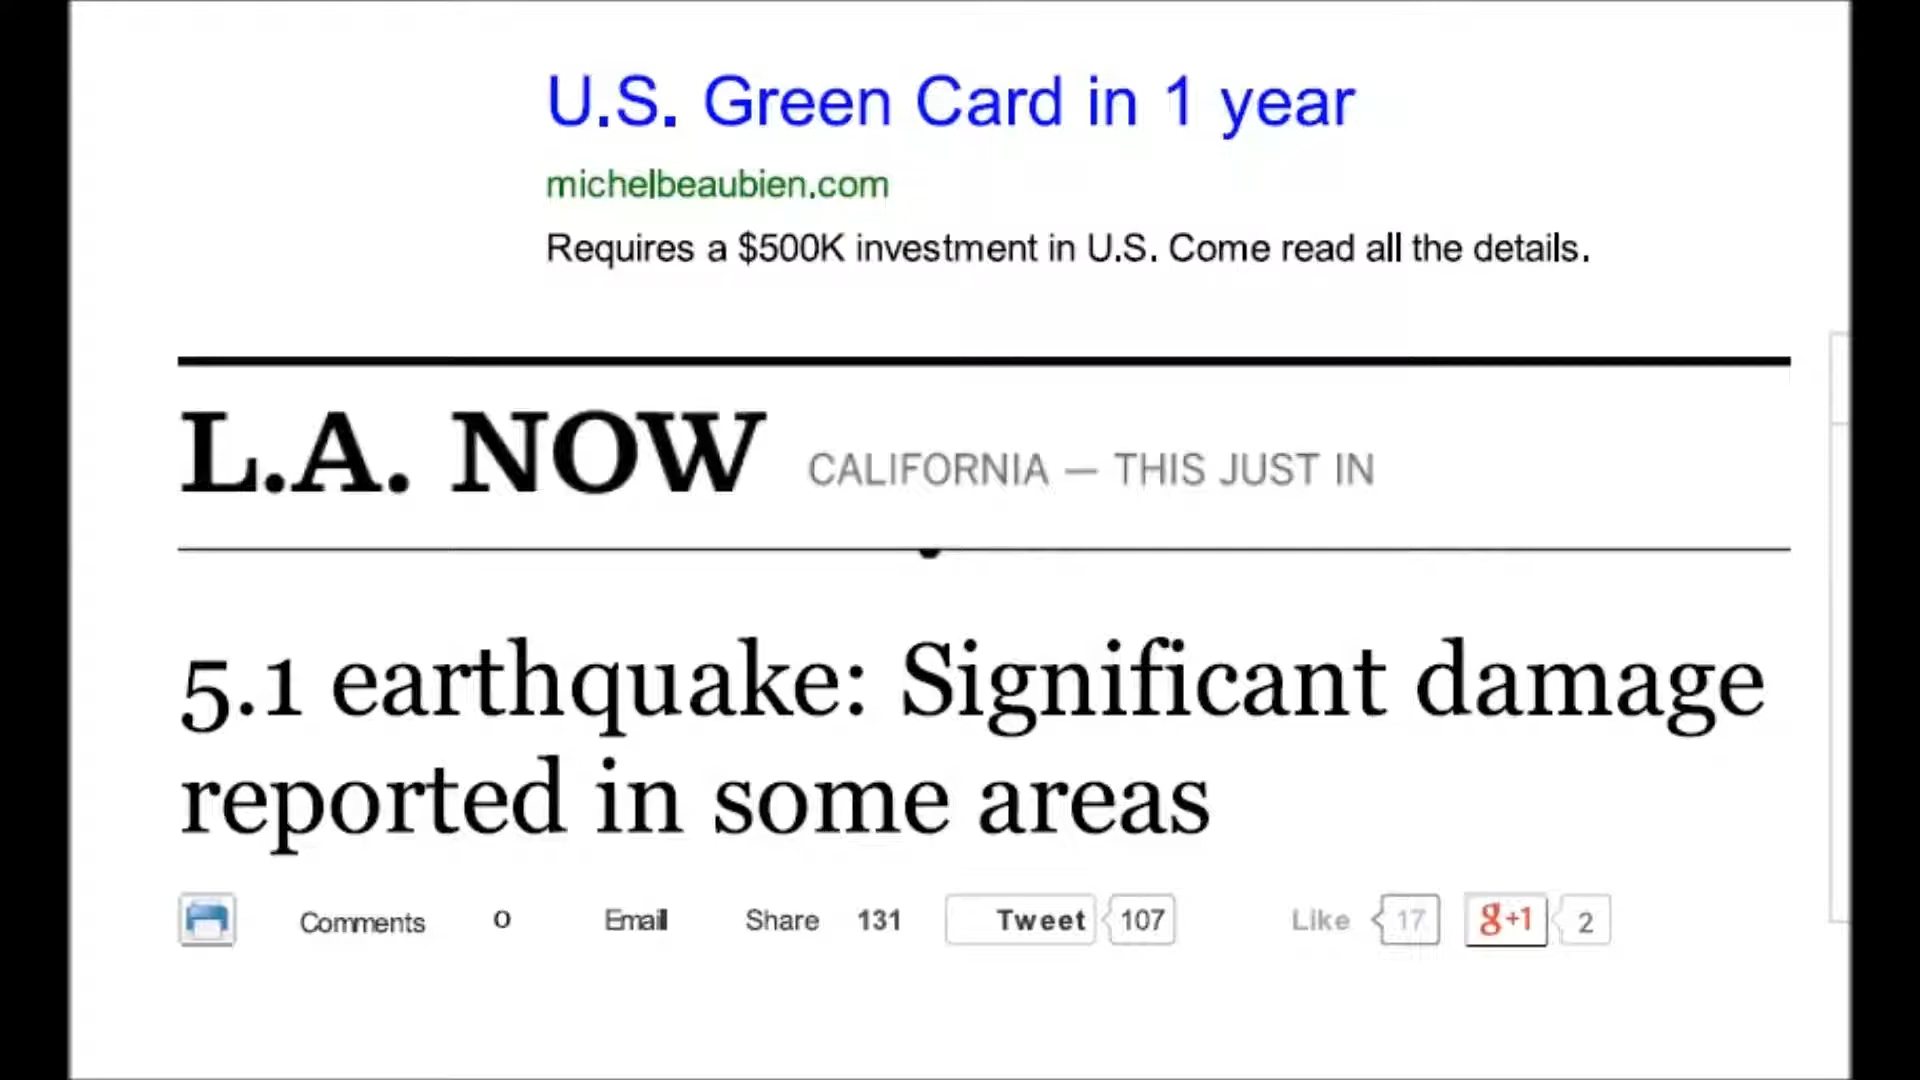 U.S. Green Card in 1 year
michelbeaubien.com
Requires a $500K investment in U.S. Come read all the details.
L.A. NOW CALIFORNIA — THIS JUST IN
5.1 earthquake: Significant damage
reported in some areas
Comments 0 Email Share 131 Tweet 107 Like 17 g+1 2